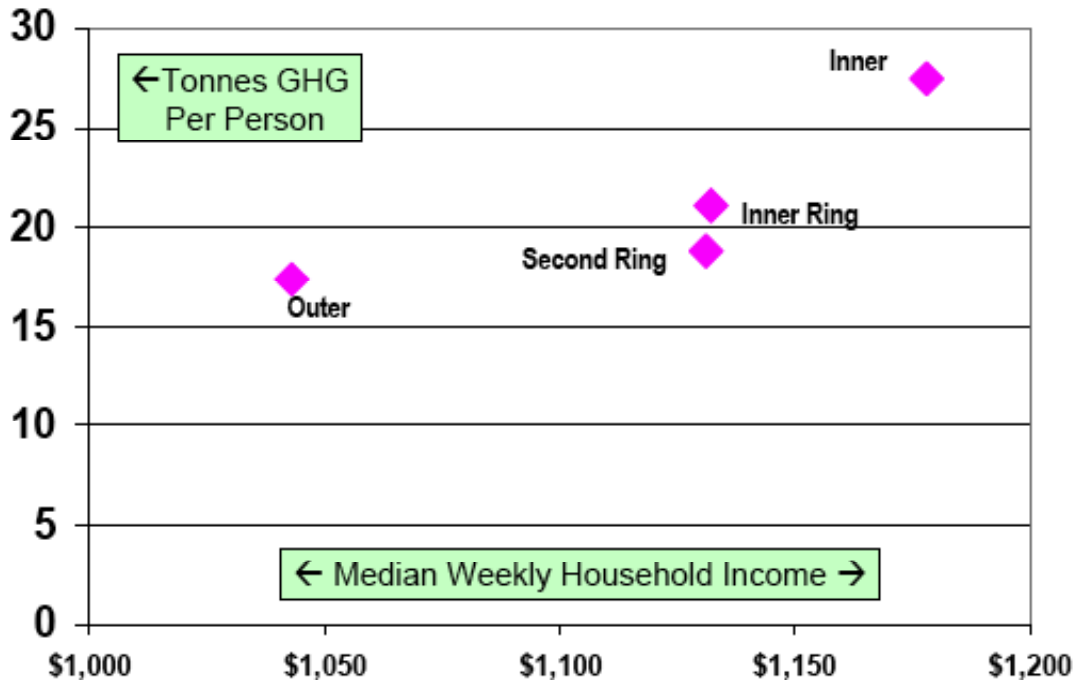 30
←Tonnes GHG
Per Person
Inner
25
Inner Ring
20
Second Ring
Outer
15
10
5
← Median Weekly Household Income →
0
$1,000 $1,050 $1,100 $1,150 $1,200